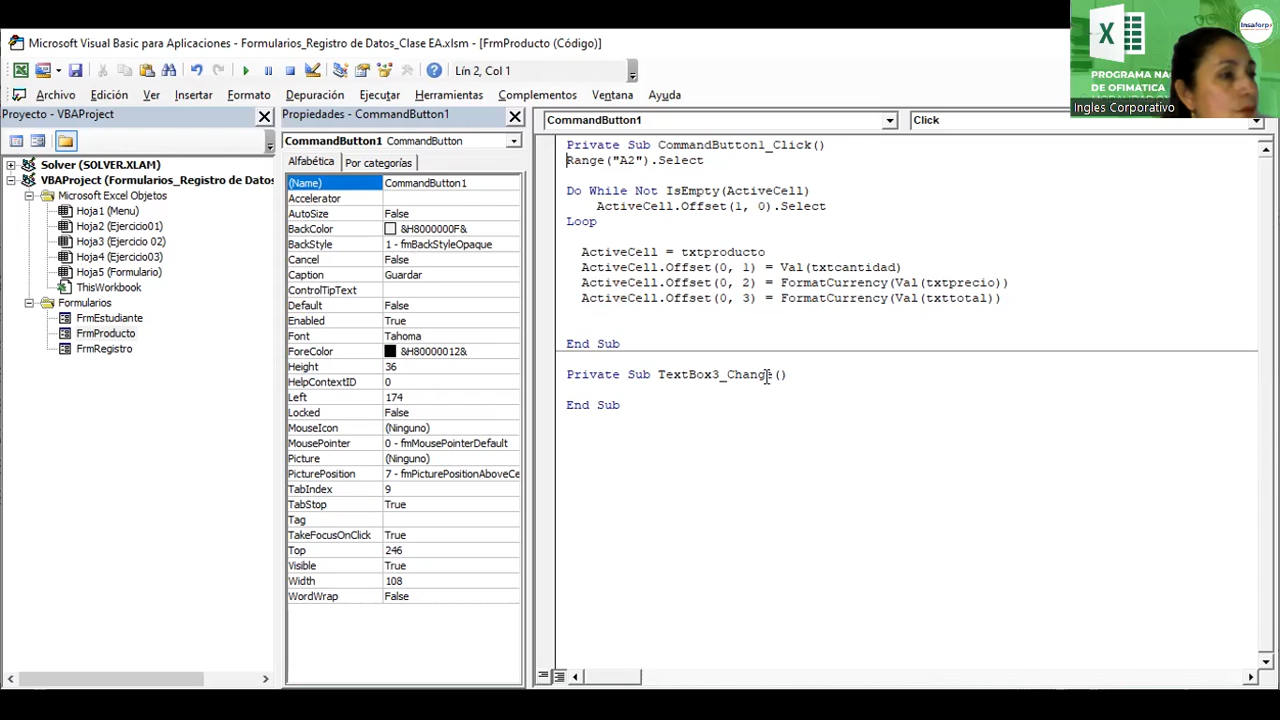 Microsoft Visual Basic para Aplicaciones - Formularios_Registro de Datos_Clase EA.xlsm - [FrmProducto (Código)]
Lín 2, Col 1
Archivo Edición Ver Insertar Formato Depuración Ejecutar Herramientas Complementos Ventana Ayuda
X
Insaforp
PROGRAMA NA
DE OFIMATICA
Ingles Corporativo
Proyecto - VBAProject
Solver (SOLVER.XLAM)
VBAProject (Formularios_Registro de Datos
Microsoft Excel Objetos
Hoja1 (Menu)
Hoja2 (Ejercicio01)
Hoja3 (Ejercicio 02)
Hoja4 (Ejercicio03)
Hoja5 (Formulario)
ThisWorkbook
Formularios
FrmEstudiante
FrmProducto
FrmRegistro
Propiedades - CommandButton1
CommandButton1 CommandButton
Alfabética Por categorías
(Name) CommandButton1
Accelerator
AutoSize False
BackColor &H8000000F&
BackStyle 1 - fmBackStyleOpaque
Cancel False
Caption Guardar
ControlTipText
Default False
Enabled True
Font Tahoma
ForeColor &H80000012&
Height 36
HelpContextID 0
Left 174
Locked False
MouseIcon (Ninguno)
MousePointer 0 - fmMousePointerDefault
Picture (Ninguno)
PicturePosition 7 - fmPicturePositionAboveCe
TabIndex 9
TabStop True
Tag
TakeFocusOnClick True
Top 246
Visible True
Width 108
WordWrap False
CommandButton1 Click
Private Sub CommandButton1_Click()
Range("A2").Select
Do While Not IsEmpty(ActiveCell)
ActiveCell.Offset(1, 0).Select
Loop
ActiveCell = txtproducto
ActiveCell.Offset(0, 1) = Val(txtcantidad)
ActiveCell.Offset(0, 2) = FormatCurrency(Val(txtprecio))
ActiveCell.Offset(0, 3) = FormatCurrency(Val(txttotal))
End Sub
Private Sub TextBox3_Change()
End Sub